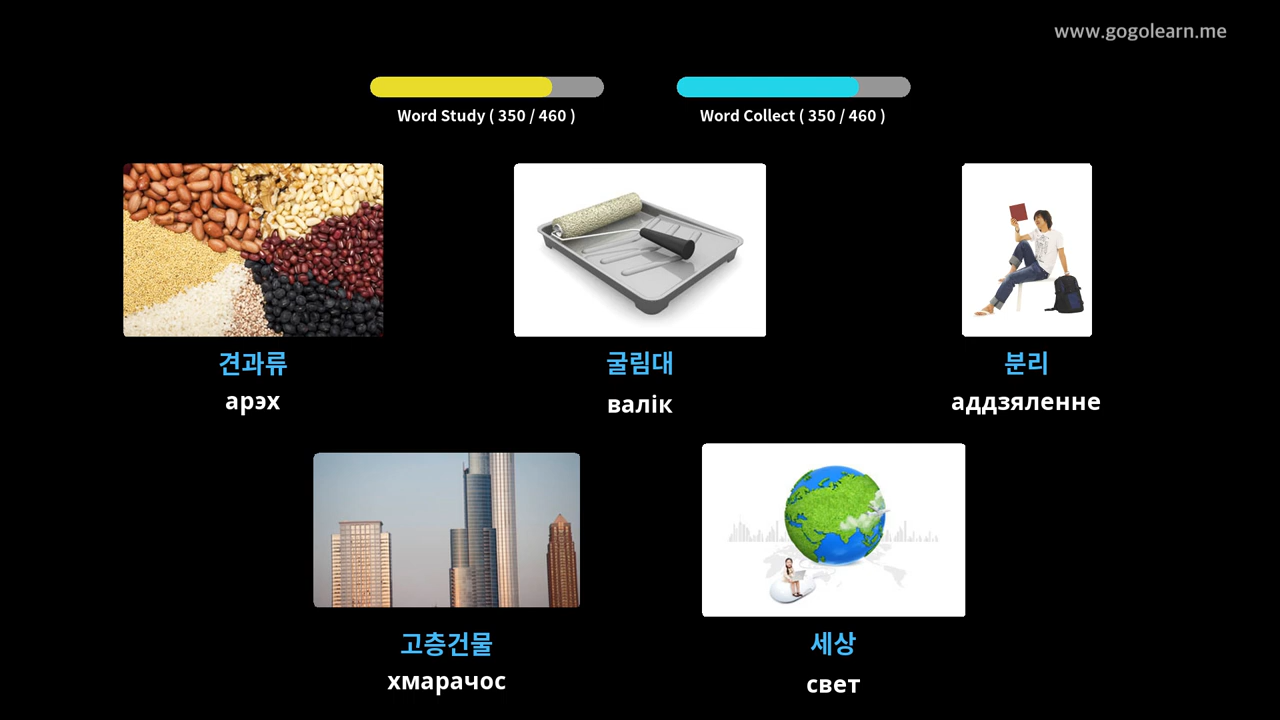 www.gogolearn.me
Word Study ( 350 / 460 )
Word Collect ( 350 / 460 )
견과류
арэх
굴림대
валік
분리
аддзяленне
고층건물
хмарачос
세상
свет